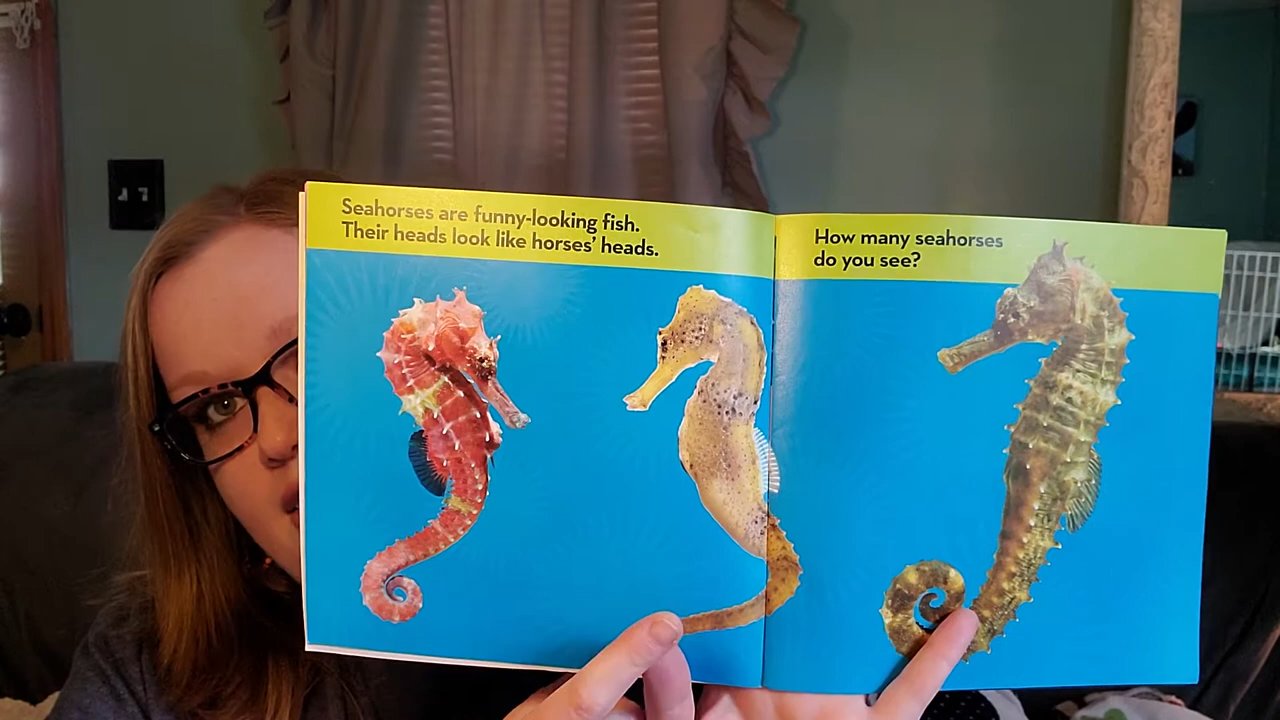 Seahorses are funny-looking fish.
Their heads look like horses' heads.
How many seahorses
do you see?